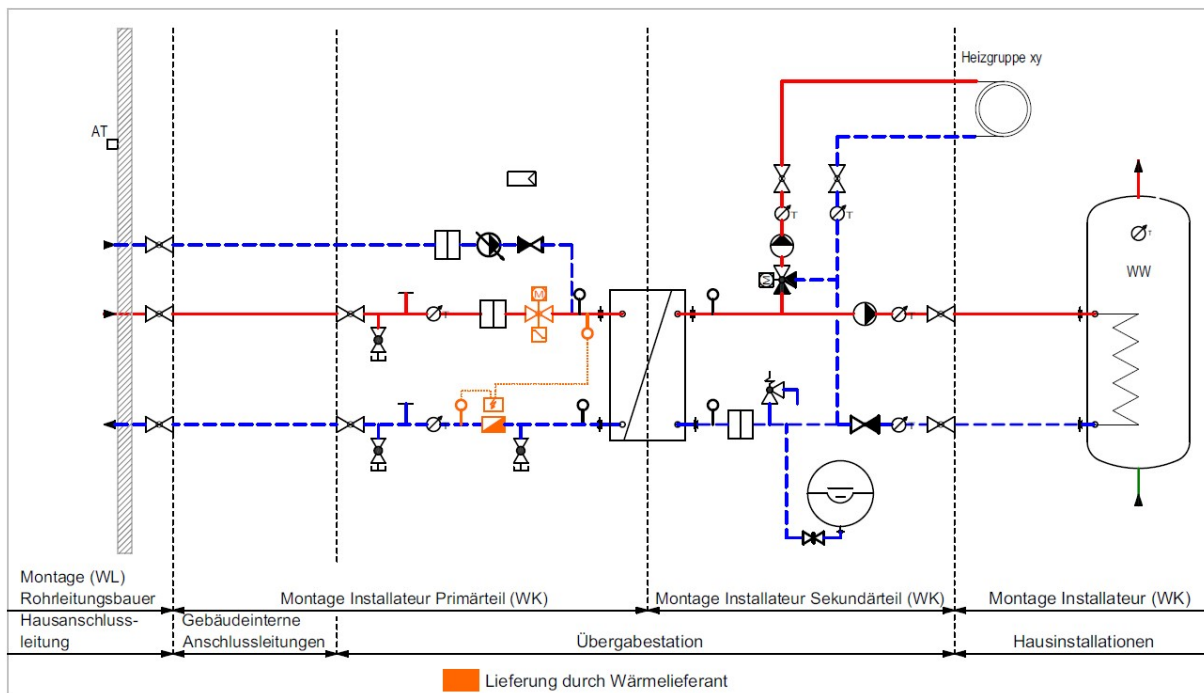 Heizgruppe xy
AT
T
T
T
WW
M
M
T
T
T
T
Montage (WL)
Rohrleitungsbauer
Montage Installateur Primärteil (WK)
Montage Installateur Sekundärteil (WK)
Montage Installateur (WK)
Hausanschluss-
leitung
Gebäudeinterne
Anschlussleitungen
Übergabestation
Hausinstallationen
Lieferung durch Wärmelieferant